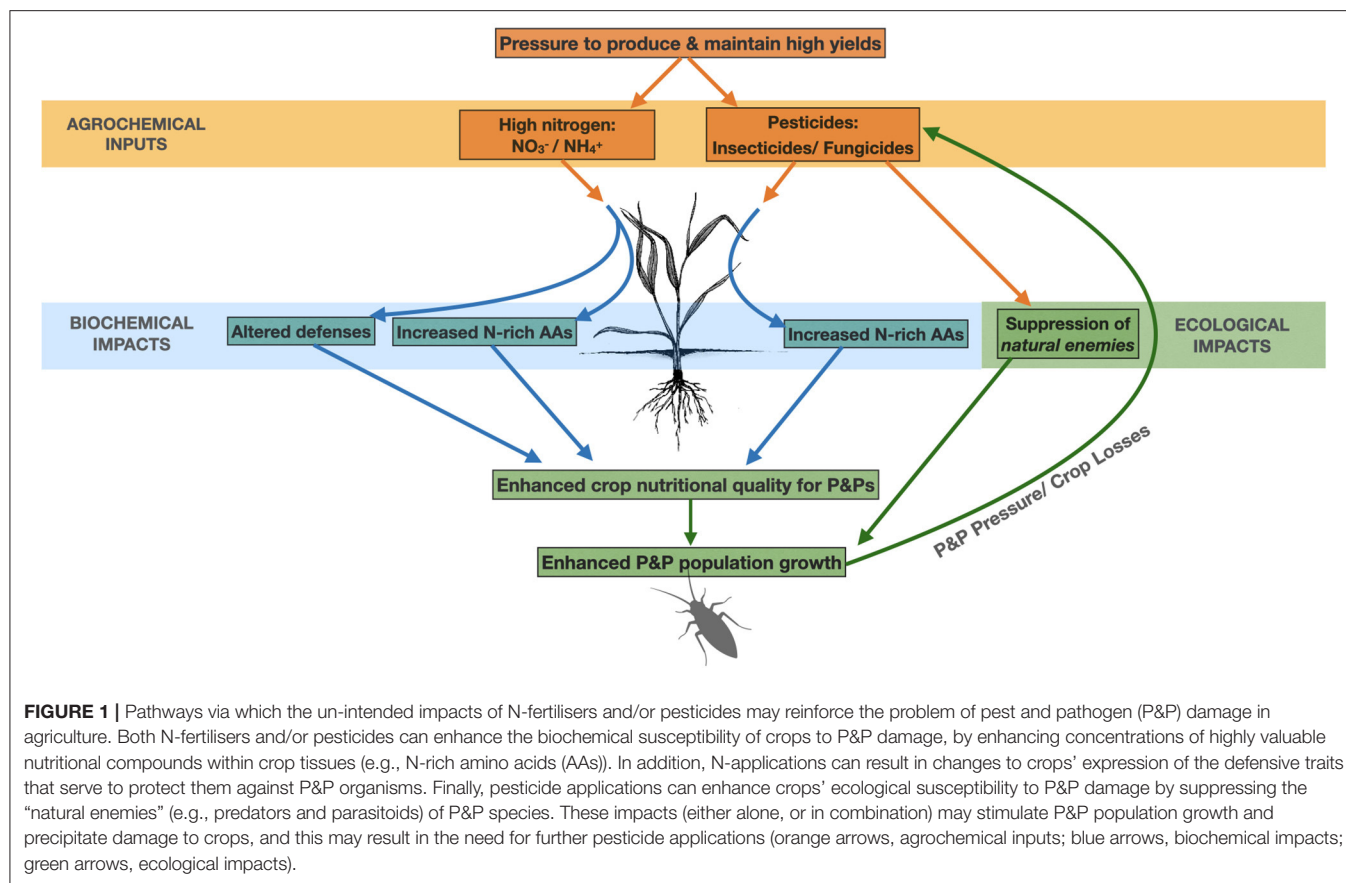 Pressure to produce & maintain high yields
AGROCHEMICAL
INPUTS
High nitrogen:
NO₃⁻ / NH₄⁺
Pesticides:
Insecticides/ Fungicides
BIOCHEMICAL
IMPACTS
Altered defenses
Increased N-rich AAs
Increased N-rich AAs
Suppression of
natural enemies
ECOLOGICAL
IMPACTS
Enhanced crop nutritional quality for P&Ps
P&P Pressure/ Crop Losses
Enhanced P&P population growth
FIGURE 1 | Pathways via which the un-intended impacts of N-fertilisers and/or pesticides may reinforce the problem of pest and pathogen (P&P) damage in
agriculture. Both N-fertilisers and/or pesticides can enhance the biochemical susceptibility of crops to P&P damage, by enhancing concentrations of highly valuable
nutritional compounds within crop tissues (e.g., N-rich amino acids (AAs)). In addition, N-applications can result in changes to crops' expression of the defensive traits
that serve to protect them against P&P organisms. Finally, pesticide applications can enhance crops' ecological susceptibility to P&P damage by suppressing the
"natural enemies" (e.g., predators and parasitoids) of P&P species. These impacts (either alone, or in combination) may stimulate P&P population growth and
precipitate damage to crops, and this may result in the need for further pesticide applications (orange arrows, agrochemical inputs; blue arrows, biochemical impacts;
green arrows, ecological impacts).